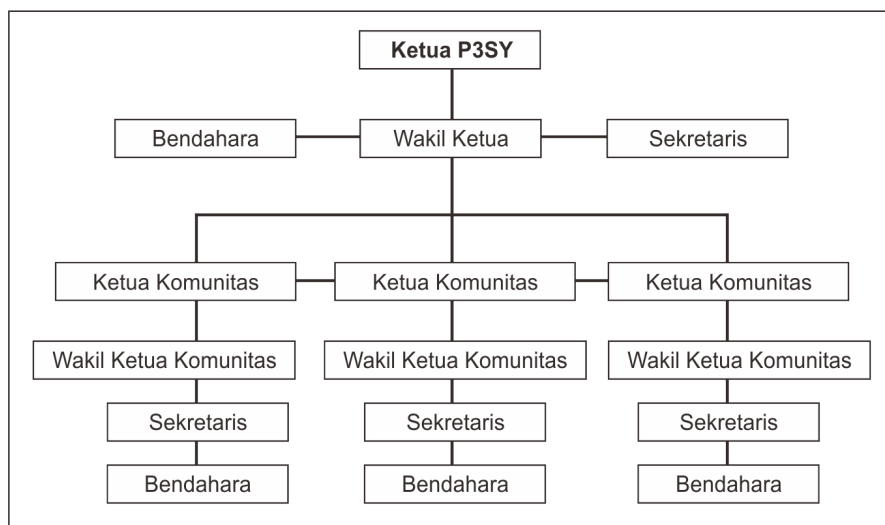 Ketua P3SY
Bendahara
Wakil Ketua
Sekretaris
Ketua Komunitas
Ketua Komunitas
Ketua Komunitas
Wakil Ketua Komunitas
Wakil Ketua Komunitas
Wakil Ketua Komunitas
Sekretaris
Sekretaris
Sekretaris
Bendahara
Bendahara
Bendahara